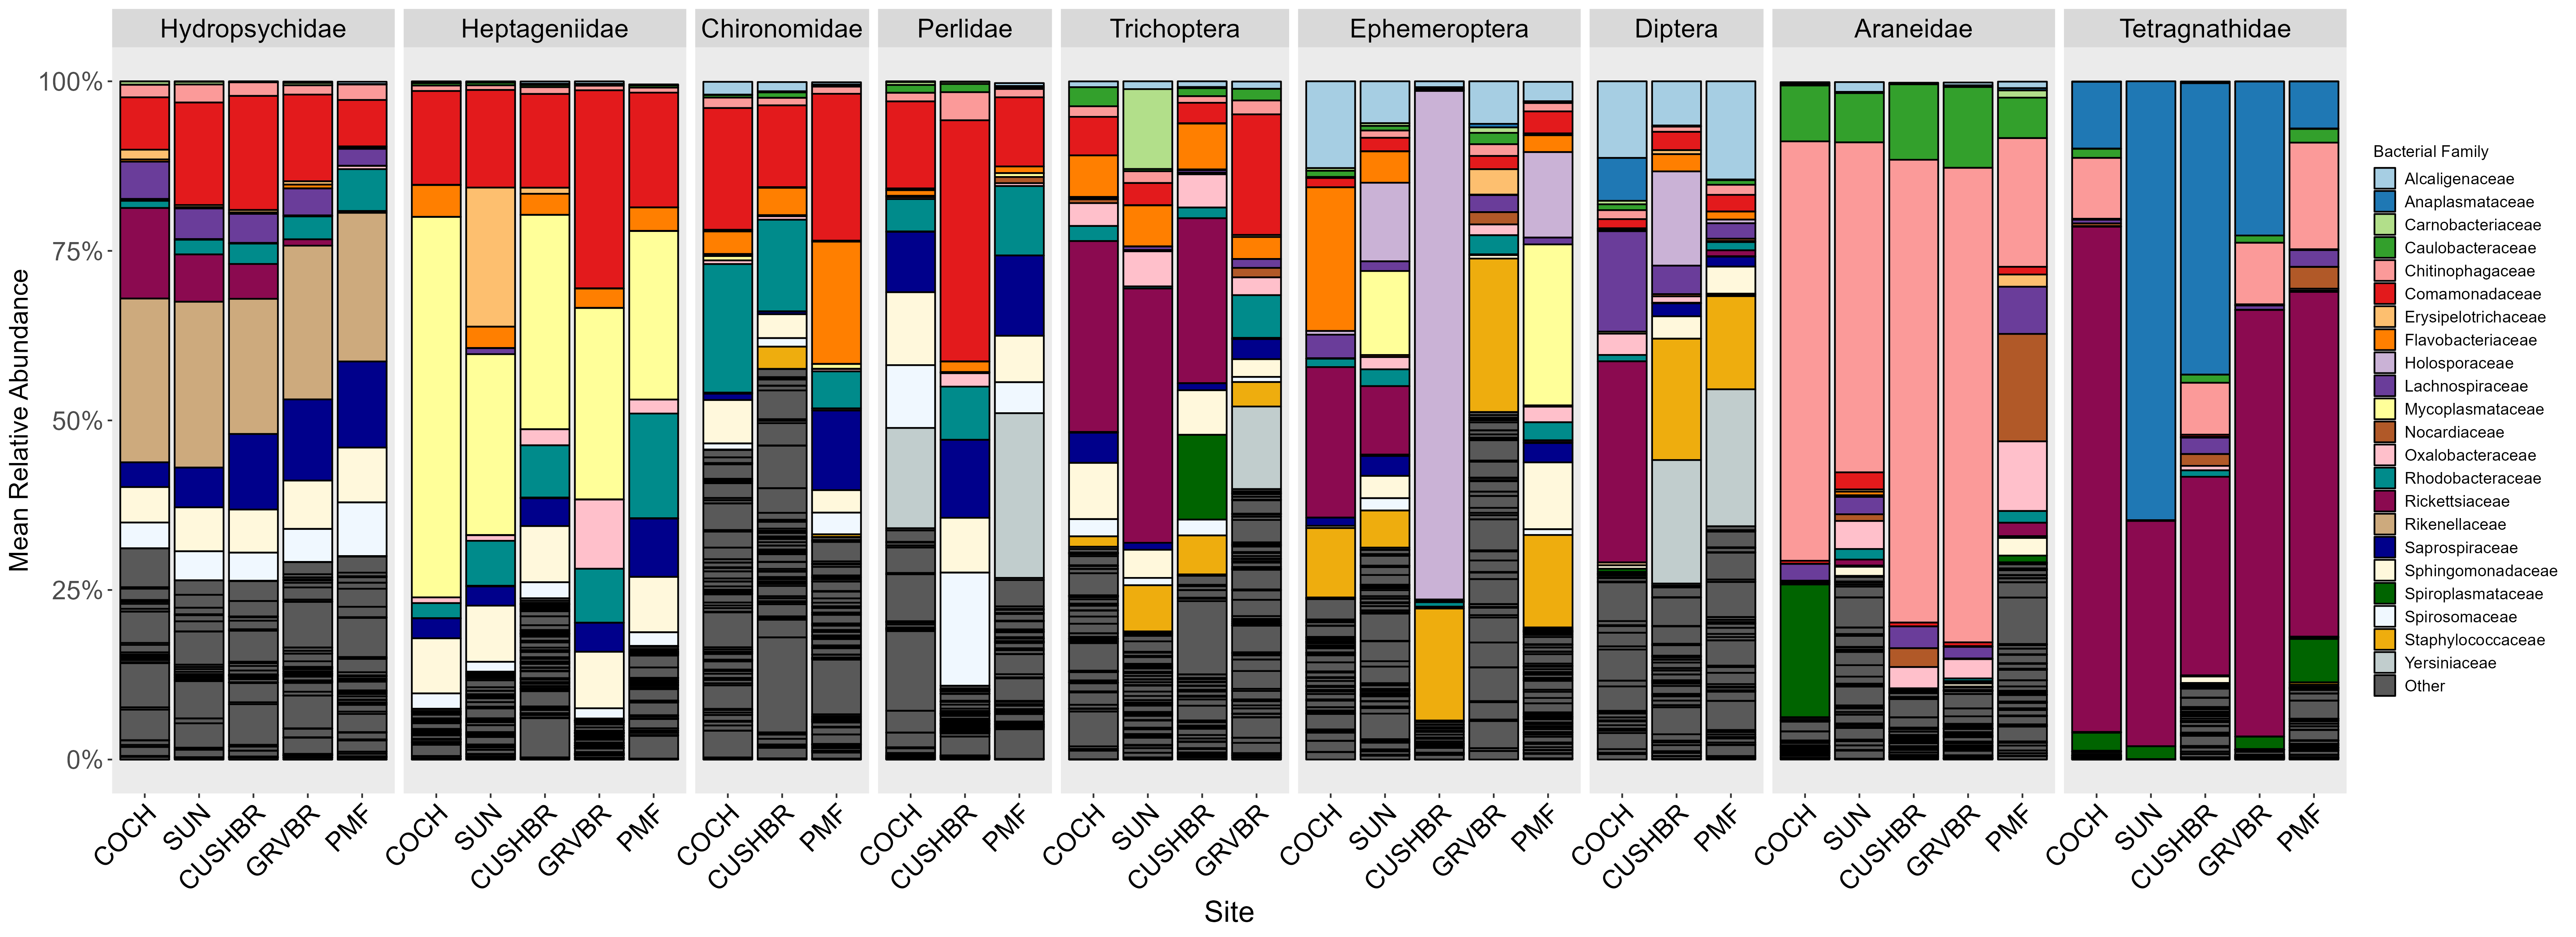 Hydropsychidae Heptageniidae Chironomidae Perlidae Trichoptera Ephemeroptera Diptera Araneidae Tetragnathidae
Mean Relative Abundance
100%
75%
50%
25%
0%
COCH SUN CUSHBR GRVBR PMF COCH SUN CUSHBR GRVBR PMF COCH CUSHBR PMF COCH CUSHBR PMF COCH SUN CUSHBR GRVBR COCH SUN CUSHBR GRVBR PMF COCH CUSHBR PMF COCH SUN CUSHBR GRVBR PMF COCH SUN CUSHBR GRVBR PMF
Site
Bacterial Family
Alcaligenaceae
Anaplasmataceae
Carnobacteriaceae
Caulobacteraceae
Chitinophagaceae
Comamonadaceae
Erysipelotrichaceae
Flavobacteriaceae
Holosporaceae
Lachnospiraceae
Mycoplasmataceae
Nocardiaceae
Oxalobacteraceae
Rhodobacteraceae
Rickettsiaceae
Rikenellaceae
Saprospiraceae
Sphingomonadaceae
Spiroplasmataceae
Spirosomaceae
Staphylococcaceae
Yersiniaceae
Other